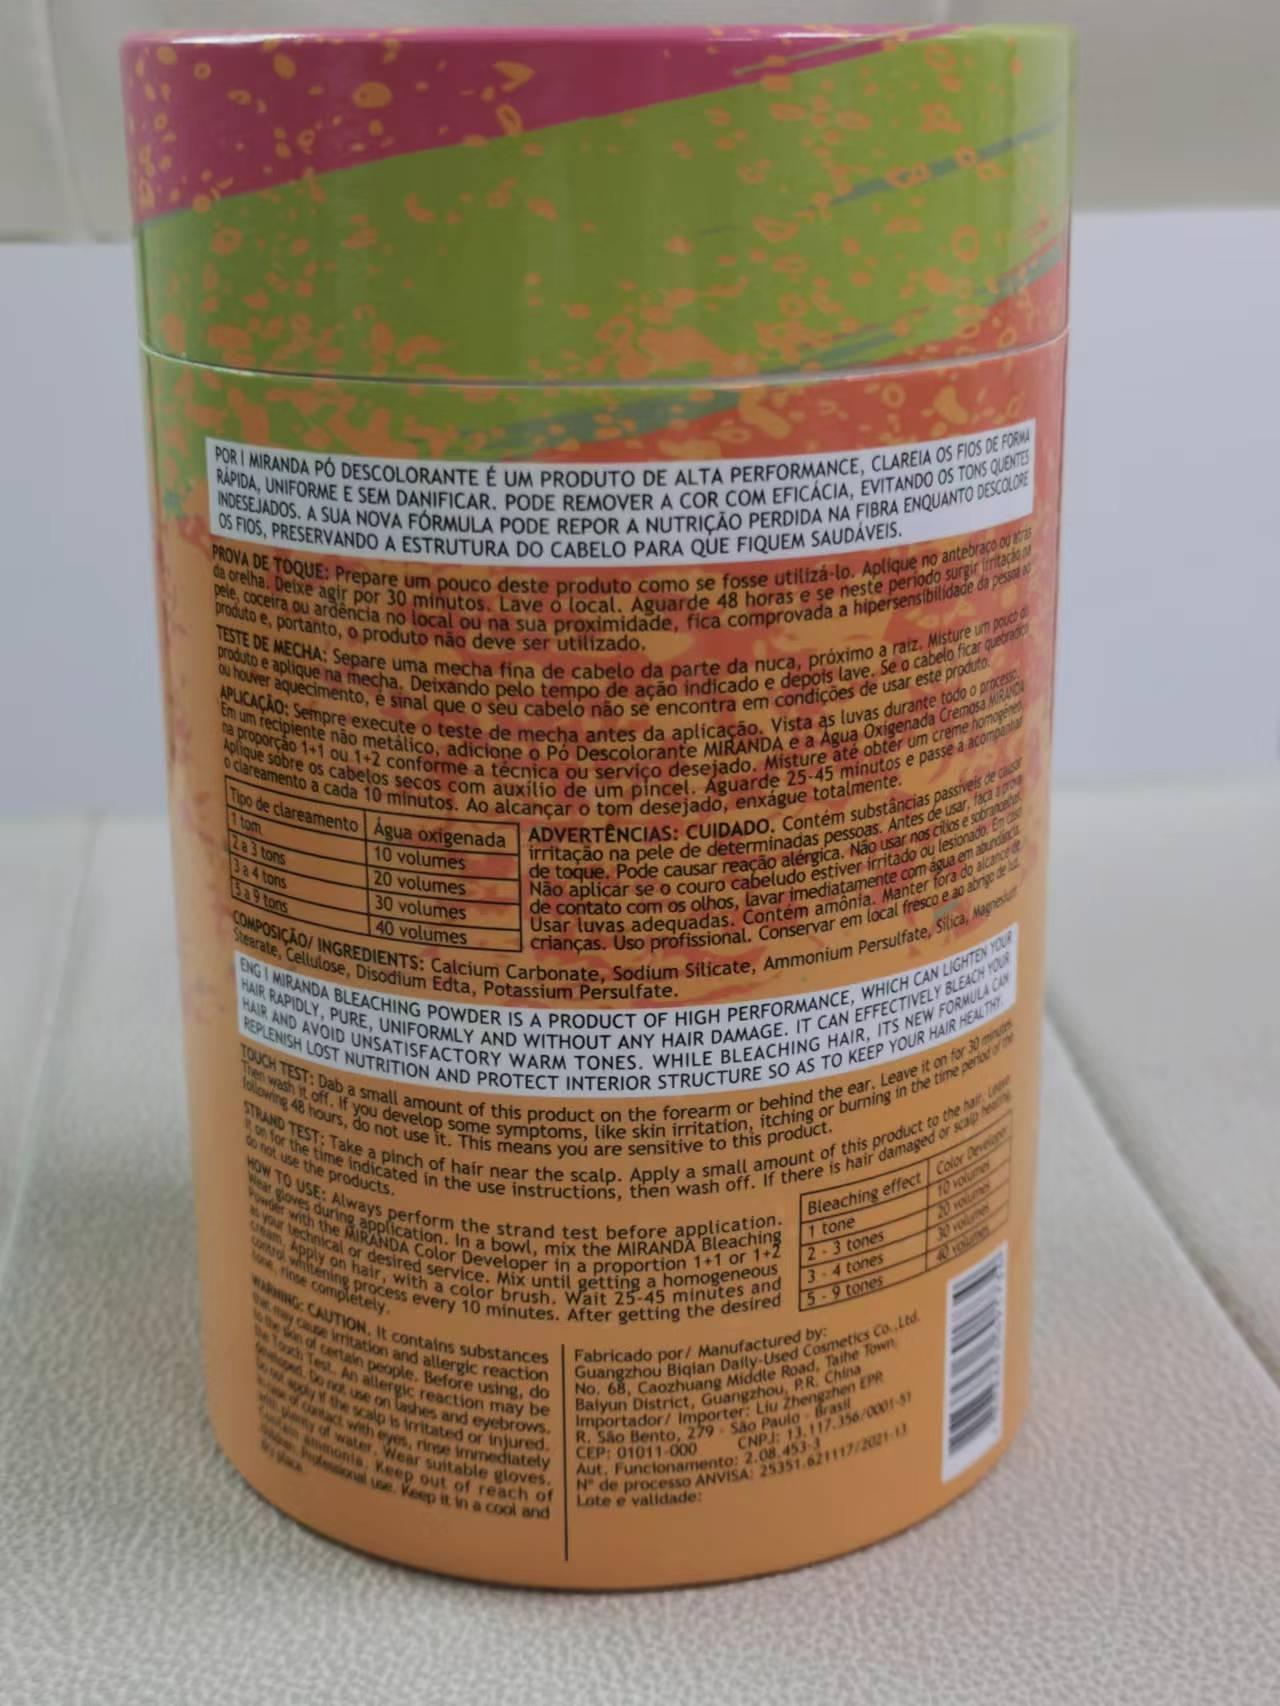 POR | MIRANDA PÓ DESCOLORANTE É UM PRODUTO DE ALTA PERFORMANCE, CLAREIA OS FIOS DE FORMA
RÁPIDA, UNIFORME E SEM DANIFICAR. PODE REMOVER A COR COM EFICÁCIA, EVITANDO OS TONS QUENTES
INDESEJADOS. A SUA NOVA FÓRMULA PODE REPOR A NUTRIÇÃO PERDIDA NA FIBRA ENQUANTO DESCOLORE
OS FIOS, PRESERVANDO A ESTRUTURA DO CABELO PARA QUE FIQUEM SAUDÁVEIS.
PROVA DE TOQUE: Prepare um pouco deste produto como se fosse utilizá-lo. Aplique no antebraço ou atrás
da orelha. Deixe agir por 30 minutos. Lave o local. Aguarde 48 horas e se neste período surgir irritação na
pele, coceira ou ardência no local ou na sua proximidade, fica comprovada a hipersensibilidade da pessoa ao
produto e, portanto, o produto não deve ser utilizado.
TESTE DE MECHA: Separe uma mecha fina de cabelo da parte da nuca, próximo a raiz. Misture um pouco do
produto e aplique na mecha. Deixando pelo tempo de ação indicado e depois lave. Se o cabelo ficar quebradiço
ou houver aquecimento, é sinal que o seu cabelo não se encontra em condições de usar este produto.
APLICAÇÃO: Sempre execute o teste de mecha antes da aplicação. Vista as luvas durante todo o processo.
Em um recipiente não metálico, adicione o Pó Descolorante MIRANDA e a Água Oxigenada Cremosa MIRANDA
na proporção 1+1 ou 1+2 conforme a técnica ou serviço desejado. Misture até obter um creme homogêneo.
Aplique sobre os cabelos secos com auxílio de um pincel. Aguarde 25-45 minutos e passe a acompanhar
o clareamento a cada 10 minutos. Ao alcançar o tom desejado, enxágue totalmente.
Tipo de clareamento Água oxigenada
1 tom 10 volumes
2 a 3 tons 20 volumes
3 a 4 tons 30 volumes
5 a 9 tons 40 volumes
ADVERTÊNCIAS: CUIDADO. Contém substâncias passíveis de causar
irritação na pele de determinadas pessoas. Antes de usar, faça a prova
de toque. Pode causar reação alérgica. Não usar nos cílios e sobrancelhas.
Não aplicar se o couro cabeludo estiver irritado ou lesionado. Em caso
de contato com os olhos, lavar imediatamente com água em abundância.
Usar luvas adequadas. Contém amônia. Manter fora do alcance de
crianças. Uso profissional. Conservar em local fresco e ao abrigo de luz.
COMPOSIÇÃO/ INGREDIENTS: Calcium Carbonate, Sodium Silicate, Ammonium Persulfate, Silica, Magnesium
Stearate, Cellulose, Disodium Edta, Potassium Persulfate.
ENG | MIRANDA BLEACHING POWDER IS A PRODUCT OF HIGH PERFORMANCE, WHICH CAN LIGHTEN YOUR
HAIR RAPIDLY, PURE, UNIFORMLY AND WITHOUT ANY HAIR DAMAGE. IT CAN EFFECTIVELY BLEACH YOUR
HAIR AND AVOID UNSATISFACTORY WARM TONES. WHILE BLEACHING HAIR, ITS NEW FORMULA CAN
REPLENISH LOST NUTRITION AND PROTECT INTERIOR STRUCTURE SO AS TO KEEP YOUR HAIR HEALTHY.
TOUCH TEST: Dab a small amount of this product on the forearm or behind the ear. Leave it on for 30 minutes.
Then wash it off. If you develop some symptoms, like skin irritation, itching or burning in the time period of the
following 48 hours, do not use it. This means you are sensitive to this product.
STRAND TEST: Take a pinch of hair near the scalp. Apply a small amount of this product to the hair. Leave
it on for the time indicated in the use instructions, then wash off. If there is hair damaged or scalp heating,
do not use the products.
HOW TO USE: Always perform the strand test before application.
Wear gloves during application. In a bowl, mix the MIRANDA Bleaching
Powder with the MIRANDA Color Developer in a proportion 1+1 or 1+2
as your technical or desired service. Mix until getting a homogeneous
cream. Apply on hair, with a color brush. Wait 25-45 minutes and
control whitening process every 10 minutes. After getting the desired
tone, rinse completely.
Bleaching effect Color Developer
1 tone 10 volumes
2 - 3 tones 20 volumes
3 - 4 tones 30 volumes
5 - 9 tones 40 volumes
WARNING: CAUTION. It contains substances
that may cause irritation and allergic reaction
to the skin of certain people. Before using, do
the Touch Test. An allergic reaction may be
developed. Do not use on lashes and eyebrows.
Do not apply if the scalp is irritated or injured.
In case of contact with eyes, rinse immediately
with plenty of water. Wear suitable gloves.
Contain ammonia. Keep out of reach of
children. Professional use. Keep it in a cool and
dry place.
Fabricado por/ Manufactured by:
Guangzhou Biqian Daily-Used Cosmetics Co.,Ltd.
No. 68, Caozhuang Middle Road, Taihe Town,
Baiyun District, Guangzhou, P.R. China
Importador/ Importer: Liu Zhengzhen EPR
R. São Bento, 279 - São Paulo - Brasil
CEP: 01011-000 CNPJ: 13.117.356/0001-51
Aut. Funcionamento: 2.08.453-3
Nº de processo ANVISA: 25351.621117/2021-13
Lote e validade: